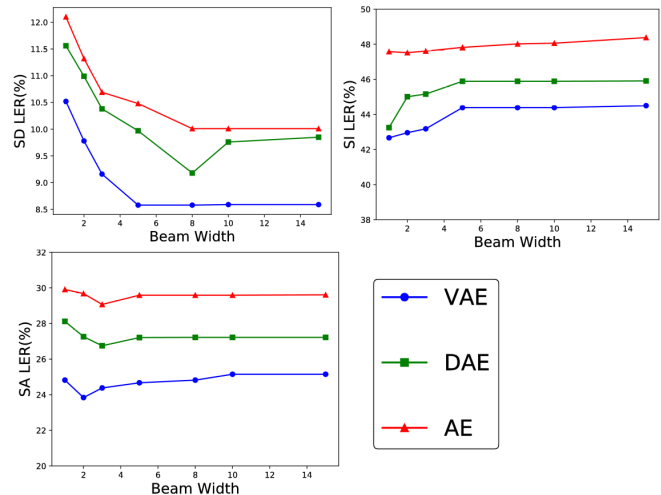 SD LER(%)
12.0
11.5
11.0
10.5
10.0
9.5
9.0
8.5
2 4 6 8 10 12 14
Beam Width
SI LER(%)
48
46
44
42
40
38
2 4 6 8 10 12 14
Beam Width
SA LER(%)
32
30
28
26
24
22
20
2 4 6 8 10 12 14
Beam Width
VAE
DAE
AE